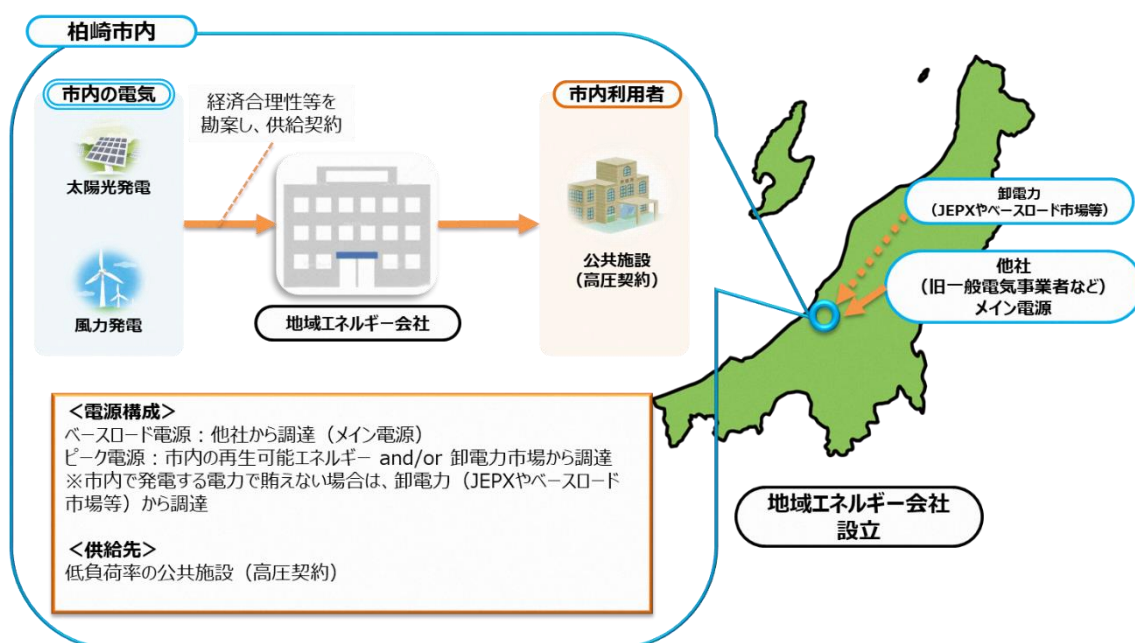 柏崎市内
市内の電気
太陽光発電
風力発電
経済合理性等を
勘案し、供給契約
地域エネルギー会社
市内利用者
公共施設
(高圧契約)
卸電力
(JEPXやベースロード市場等)
他社
(旧一般電気事業者など)
メイン電源
<電源構成>
ベースロード電源：他社から調達（メイン電源）
ピーク電源：市内の再生可能エネルギー and/or 卸電力市場から調達
※市内で発電する電力で賄えない場合は、卸電力（JEPXやベースロード
市場等）から調達
<供給先>
低負荷率の公共施設（高圧契約）
地域エネルギー会社
設立